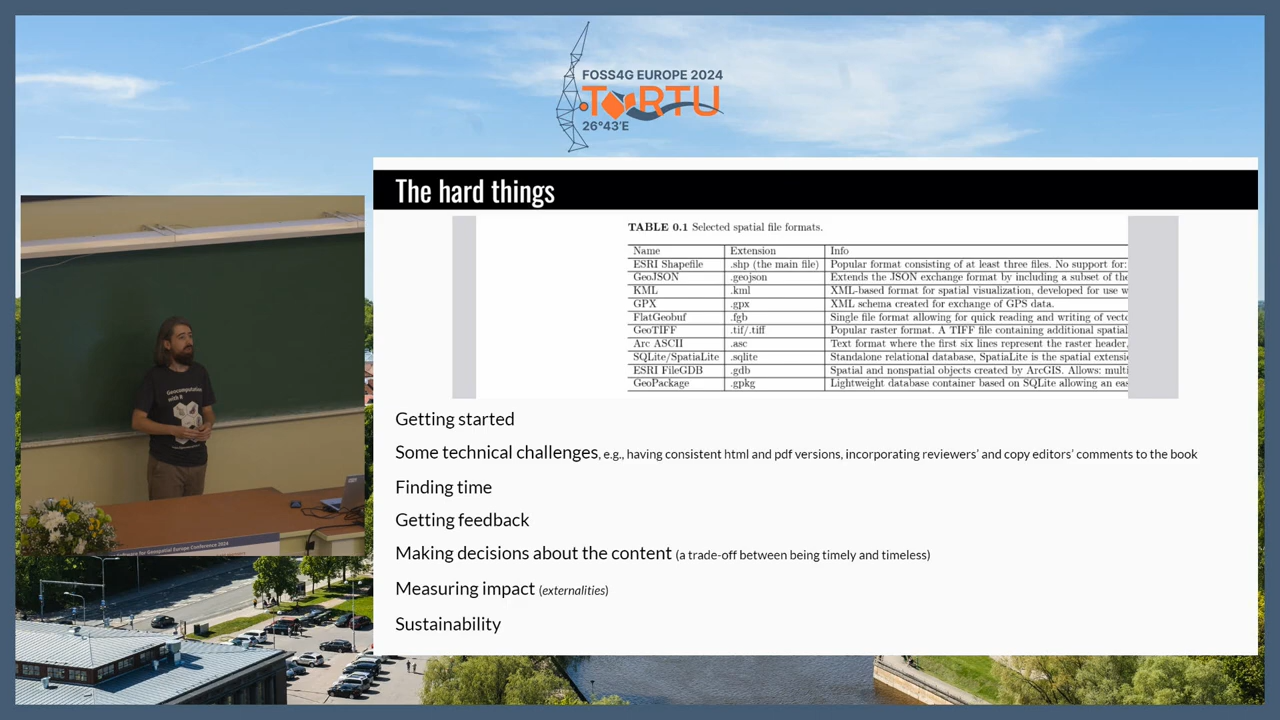 FOSS4G EUROPE 2024
TARTU
26°43'E
The hard things
TABLE 0.1 Selected spatial file formats.
Name Extension Info
ESRI Shapefile .shp (the main file) Popular format consisting of at least three files. No support for:
GeoJSON .geojson Extends the JSON exchange format by including a subset of the
KML .kml XML-based format for spatial visualization, developed for use w
GPX .gpx XML schema created for exchange of GPS data.
FlatGeobuf .fgb Single file format allowing for quick reading and writing of vect
GeoTIFF .tif/.tiff Popular raster format. A TIFF file containing additional spatial
Arc ASCII .asc Text format where the first six lines represent the raster header,
SQLite/SpatiaLite .sqlite Standalone relational database, SpatiaLite is the spatial extensi
ESRI FileGDB .gdb Spatial and nonspatial objects created by ArcGIS. Allows: multi
GeoPackage .gpkg Lightweight database container based on SQLite allowing an eas
Getting started
Some technical challenges, e.g., having consistent html and pdf versions, incorporating reviewers' and copy editors' comments to the book
Finding time
Getting feedback
Making decisions about the content (a trade-off between being timely and timeless)
Measuring impact (externalities)
Sustainability
Geocomputation
with R
Software for Geospatial Europe Conference 2024